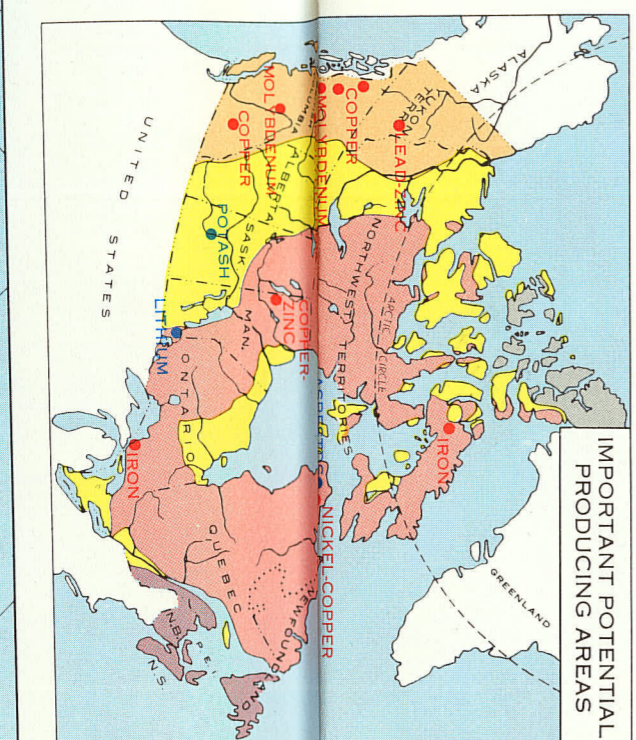 IMPORTANT POTENTIAL
PRODUCING AREAS
ALASKA
YUKON
TERR.
LEAD-ZINC
COPPER
MOLYBDENUM
MOLYBDENUM
COPPER
ALBERTA
SASK
POTASH
MAN.
NORTHWEST TERRITORIES
ARCTIC
CIRCLE
IRON
GREENLAND
COPPER-
ZINC
LITHIUM
ONTARIO
IRON
NICKEL-COPPER
QUEBEC
NEWFOUNDLAND
N.B.
P.E.I.
N.S.
UNITED STATES